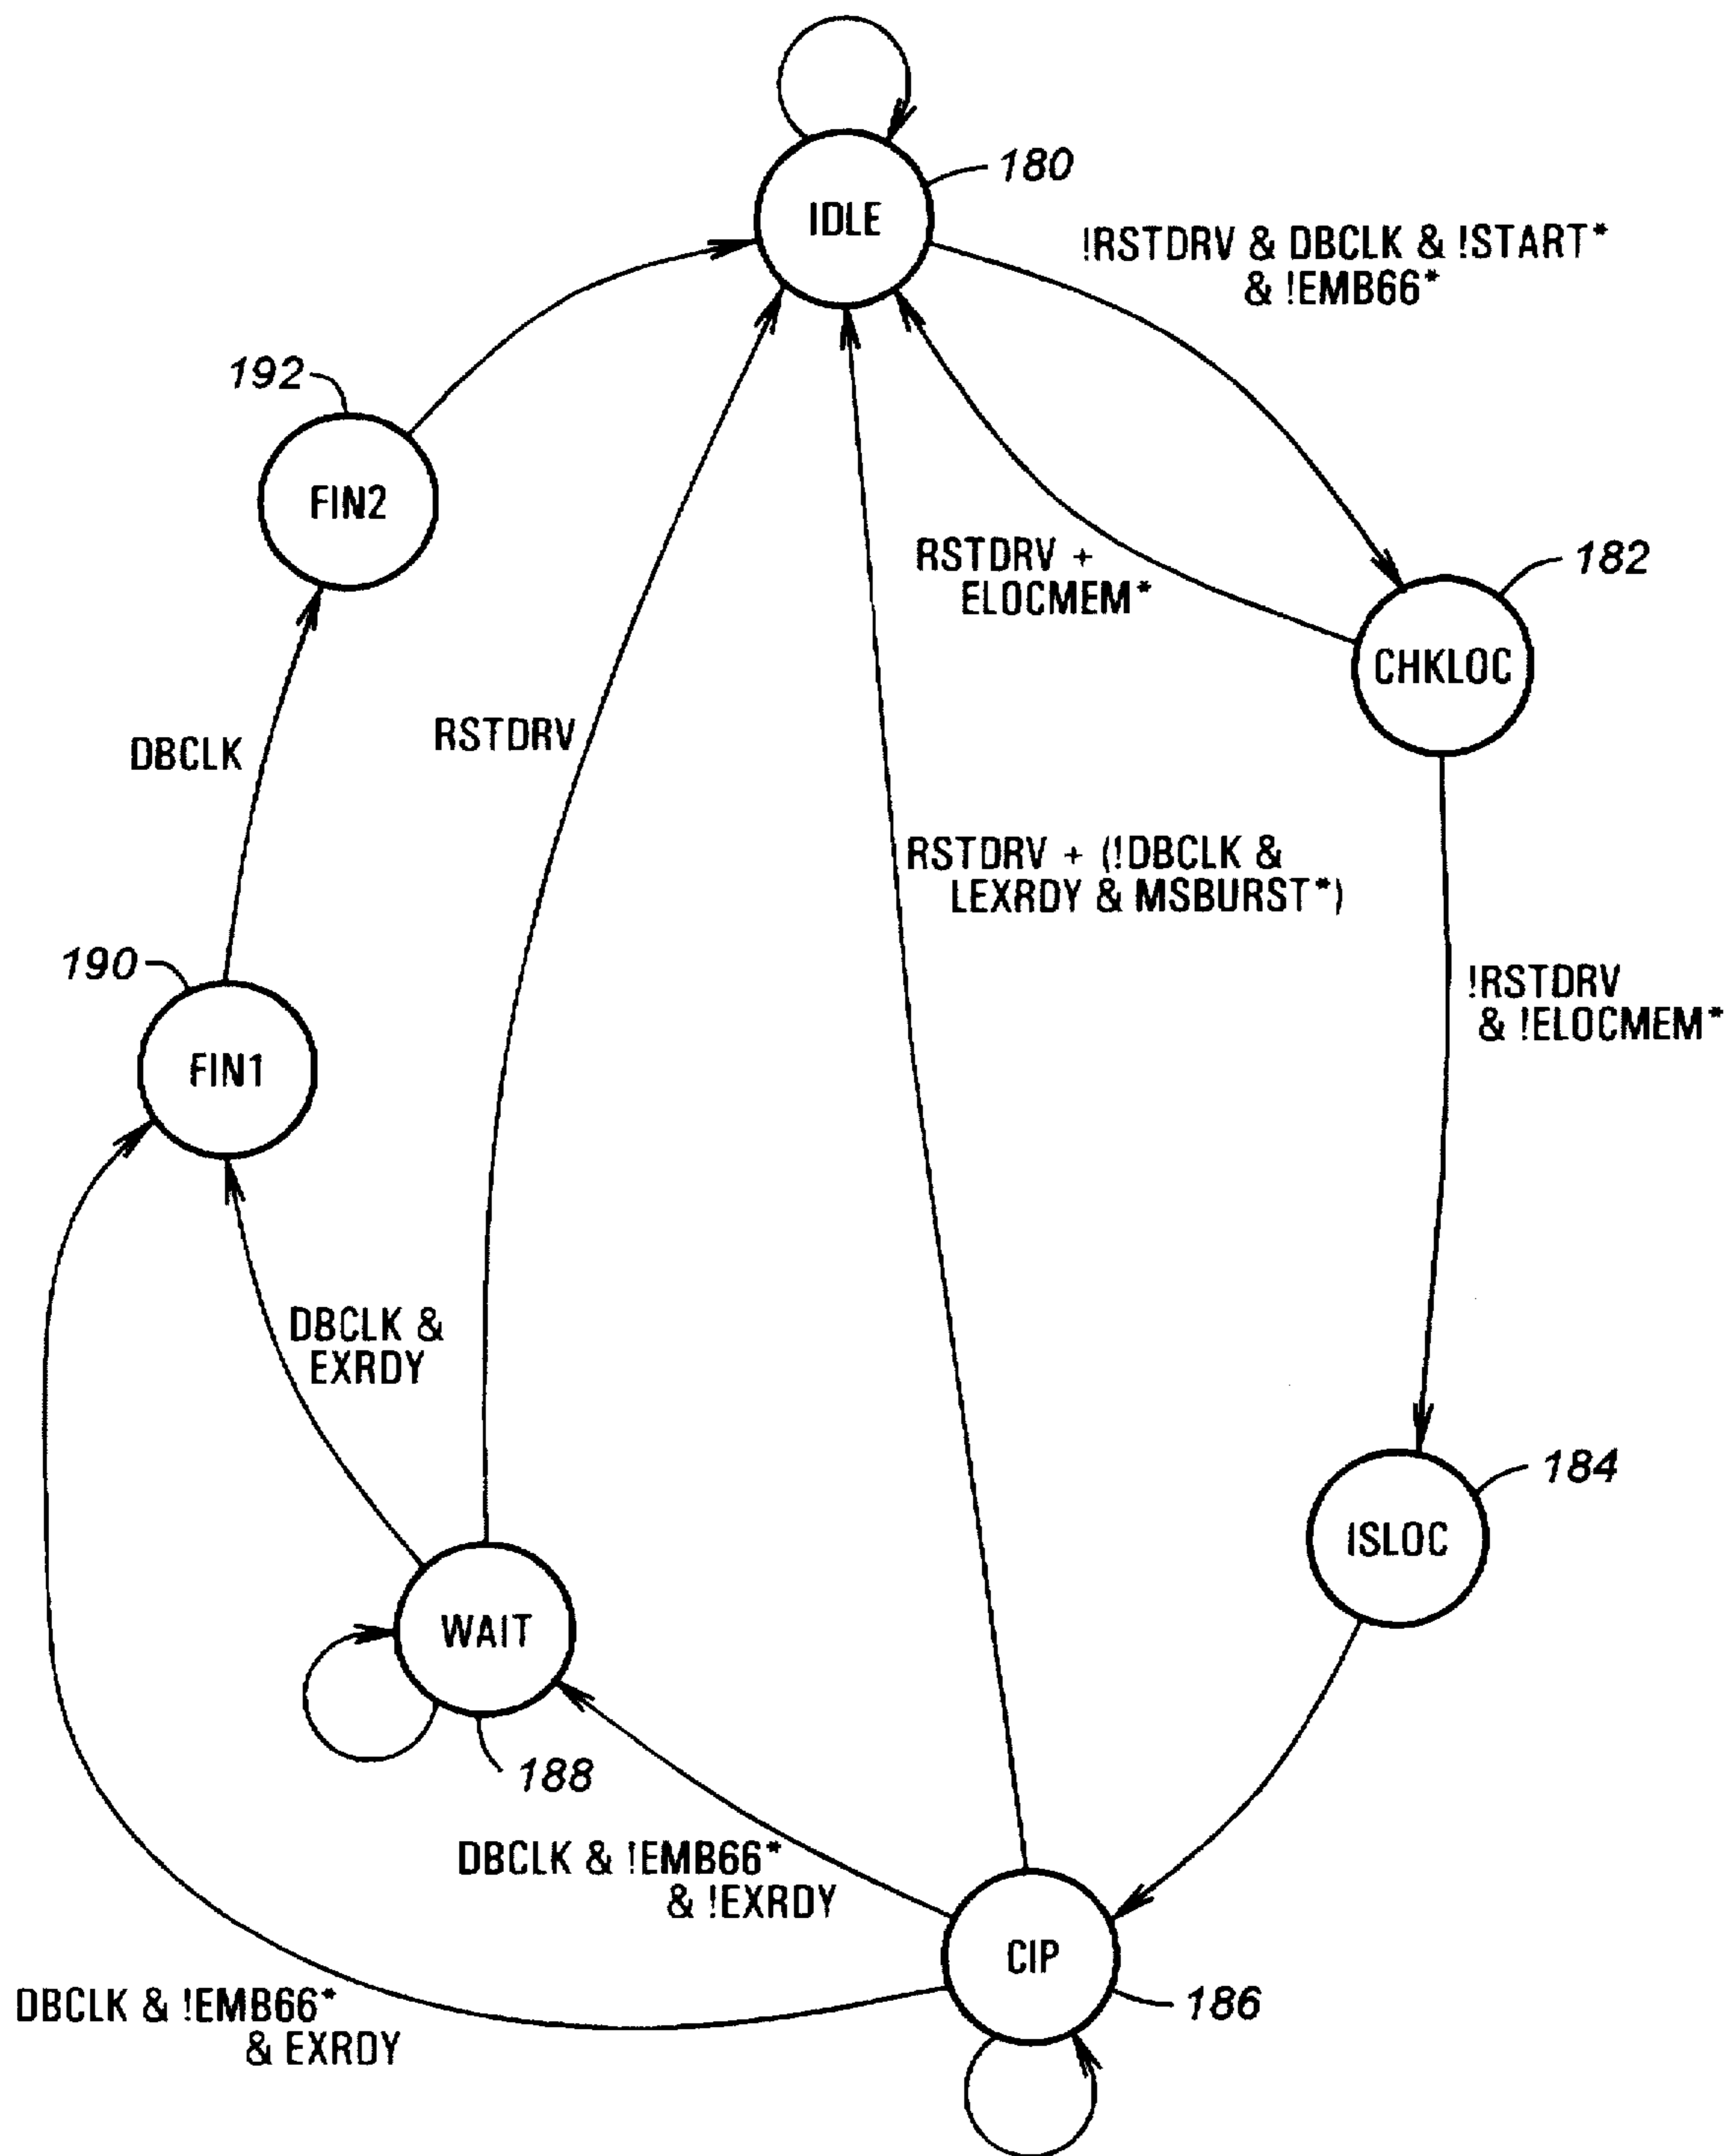 180
IDLE
!RSTDRV & DBCLK & !START*
& !EMB66*
192
FIN2
RSTDRV +
ELOCMEM*
182
CHKLOC
DBCLK
RSTDRV
RSTDRV + (!DBCLK &
LEXRDY & MSBURST*)
190
FIN1
!RSTDRV
& !ELOCMEM*
DBCLK &
EXRDY
184
ISLOC
WAIT
188
DBCLK & !EMB66*
& !EXRDY
CIP
186
DBCLK & !EMB66*
& EXRDY